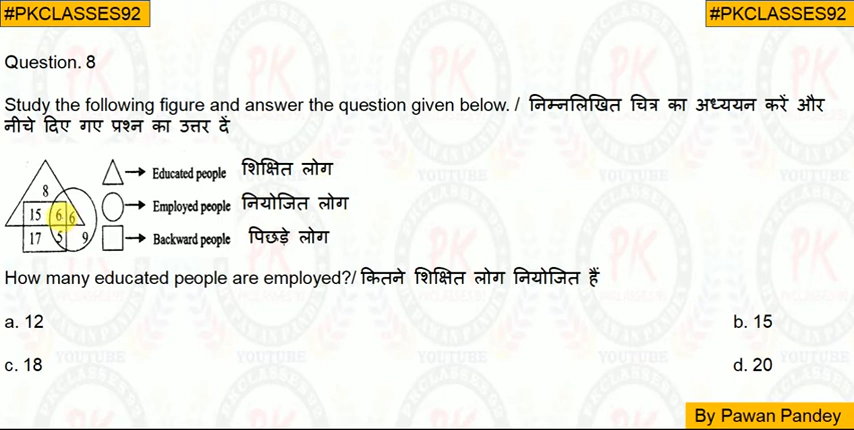 #PKCLASSES92 #PKCLASSES92
Question. 8
Study the following figure and answer the question given below. / निम्नलिखित चित्र का अध्ययन करें और
नीचे दिए गए प्रश्न का उत्तर दें
8
15 6 6
17 5 9
Educated people शिक्षित लोग
Employed people नियोजित लोग
Backward people पिछड़े लोग
How many educated people are employed?/ कितने शिक्षित लोग नियोजित हैं
a. 12 b. 15
c. 18 d. 20
By Pawan Pandey